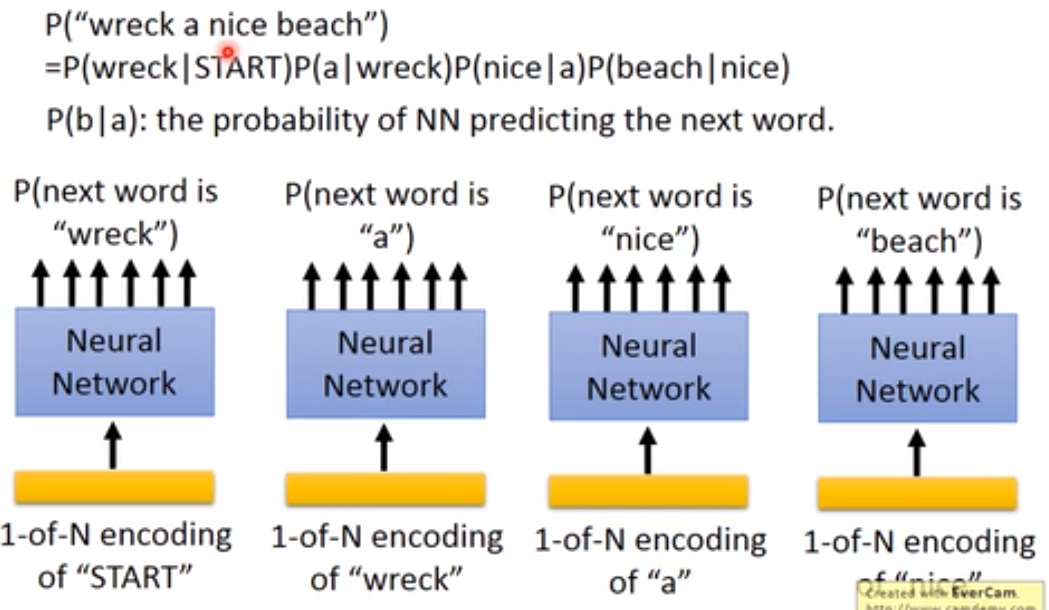 P(“wreck a nice beach”)
=P(wreck|START)P(a|wreck)P(nice|a)P(beach|nice)
P(b|a): the probability of NN predicting the next word.
P(next word is
“wreck”)
P(next word is
“a”)
P(next word is
“nice”)
P(next word is
“beach”)
Neural
Network
Neural
Network
Neural
Network
Neural
Network
1-of-N encoding
of “START”
1-of-N encoding
of “wreck”
1-of-N encoding
of “a”
1-of-N encoding
of “nice”
Created with EverCam.
http://www.camdemy.com